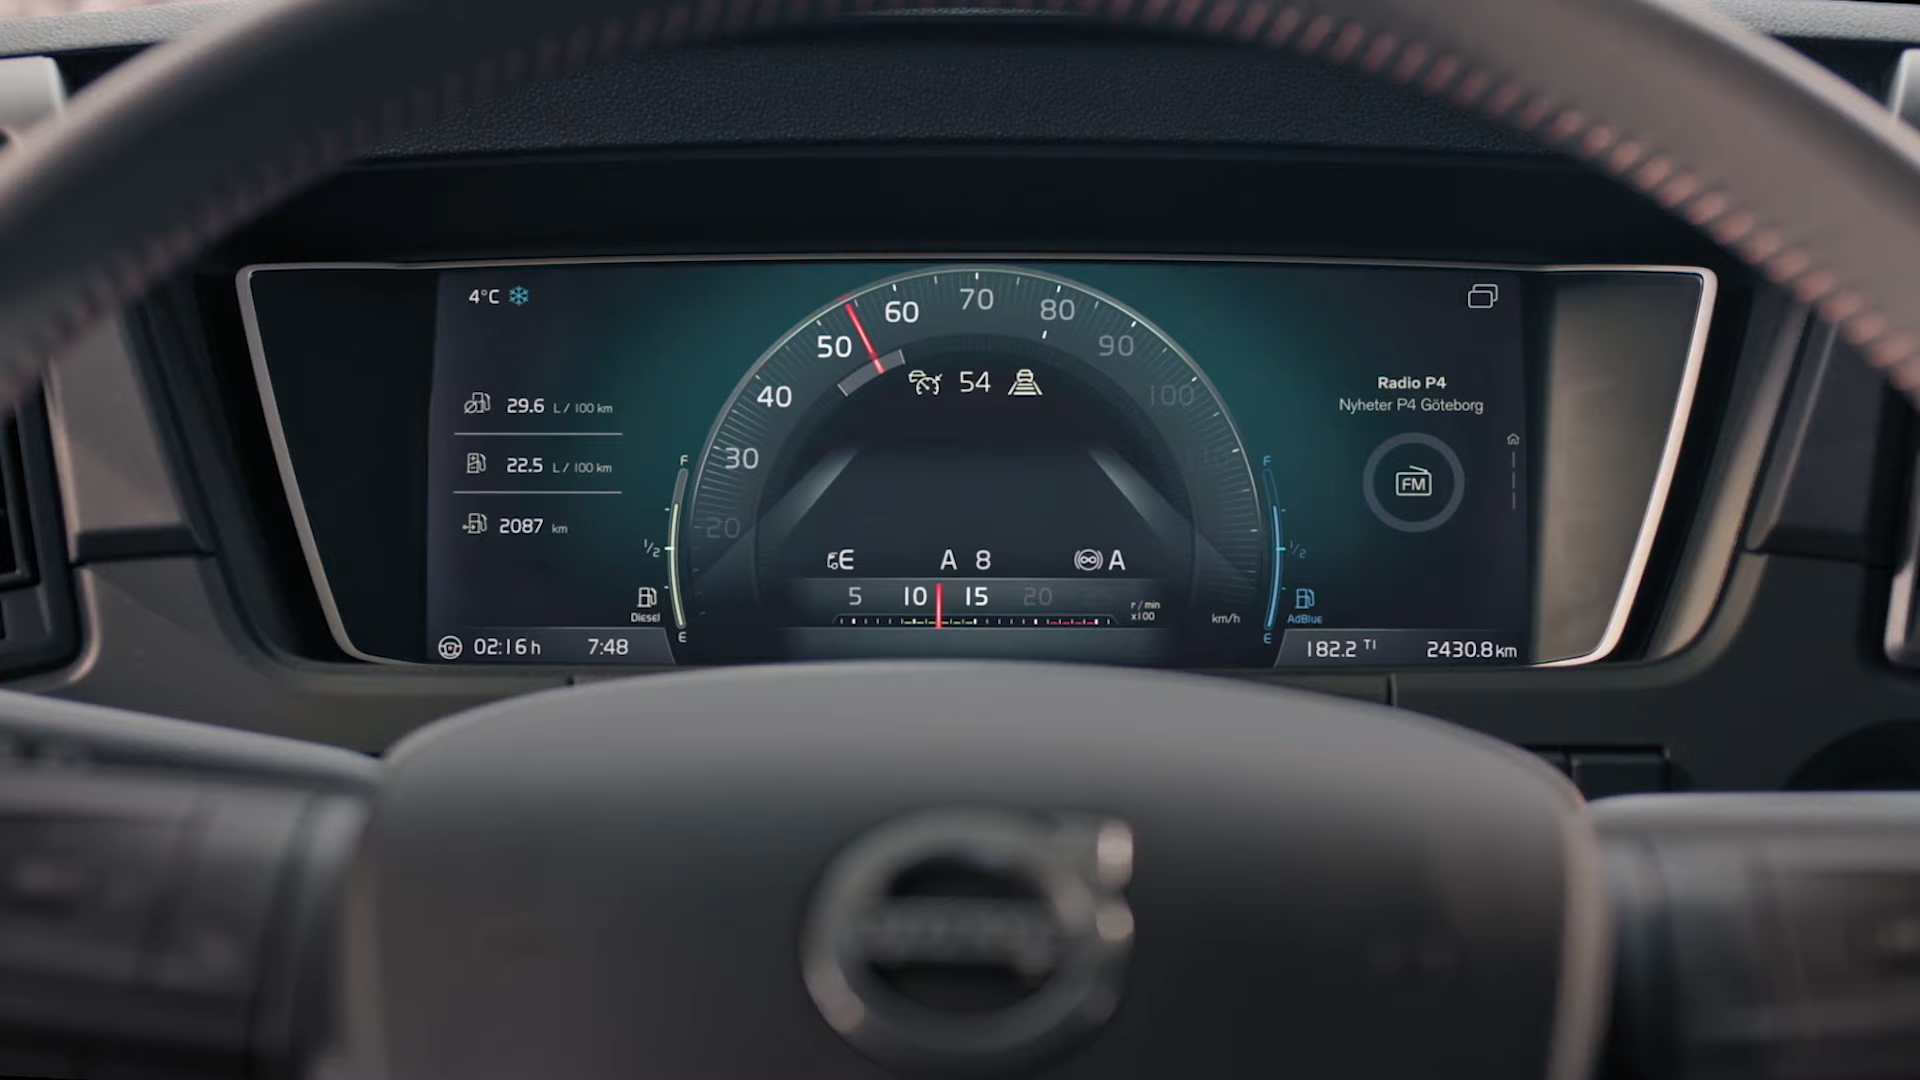 4°C
29.6 L / 100 km
22.5 L / 100 km
2087 km
20 30 40 50 60 70 80 90 100
54
F
1/2
E
Diesel
F
1/2
E
AdBlue
E A 8 A
5 10 15 20 25
r / min
x100
km/h
Radio P4
Nyheter P4 Göteborg
FM
02:16 h 7:48
182.2 T1 2430.8 km